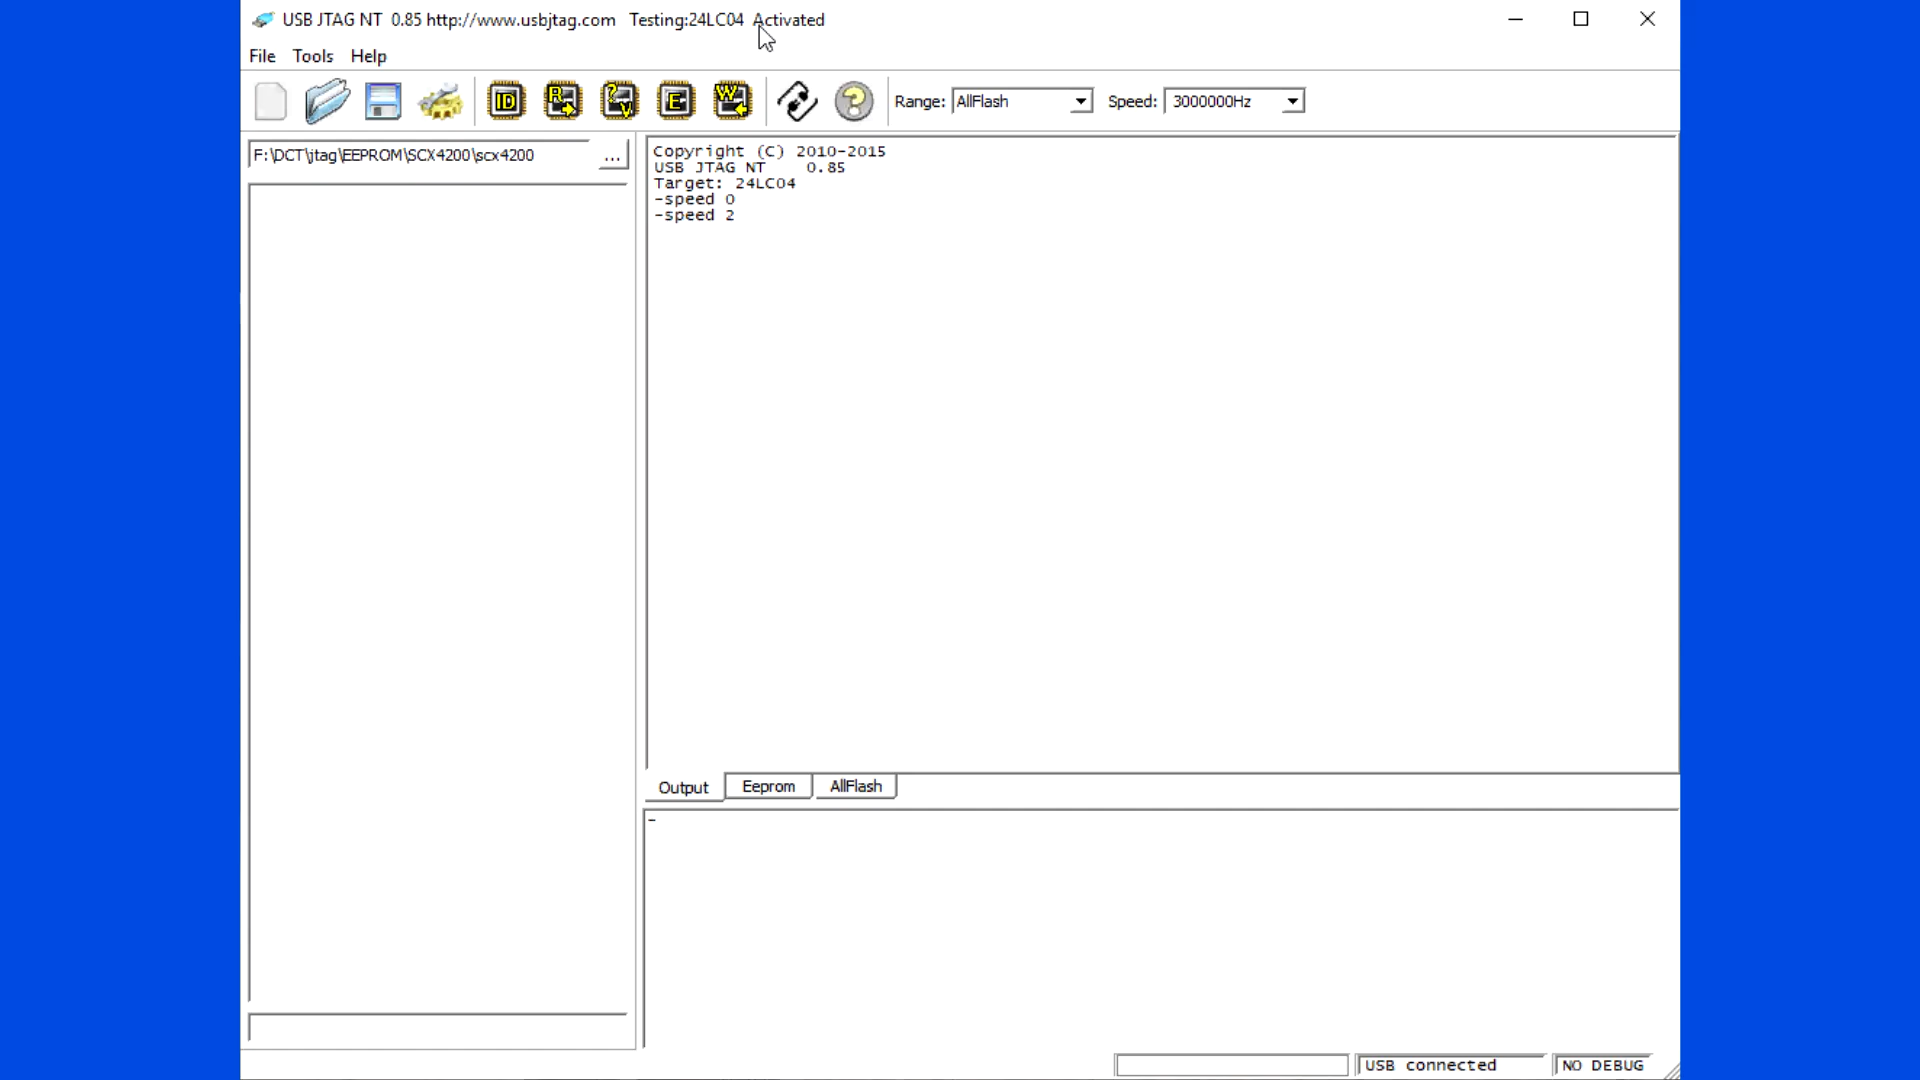 USB JTAG NT  0.85 http://www.usbjtag.com   Testing:24LC04  Activated
File Tools Help
ID R ? V E W ? Range: AllFlash Speed: 3000000Hz
F:\DCT\jtag\EEPROM\SCX4200\scx4200 ...
Copyright (C) 2010-2015
USB JTAG NT    0.85
Target: 24LC04
-speed 0
-speed 2
Output Eeprom AllFlash
-
USB connected NO DEBUG